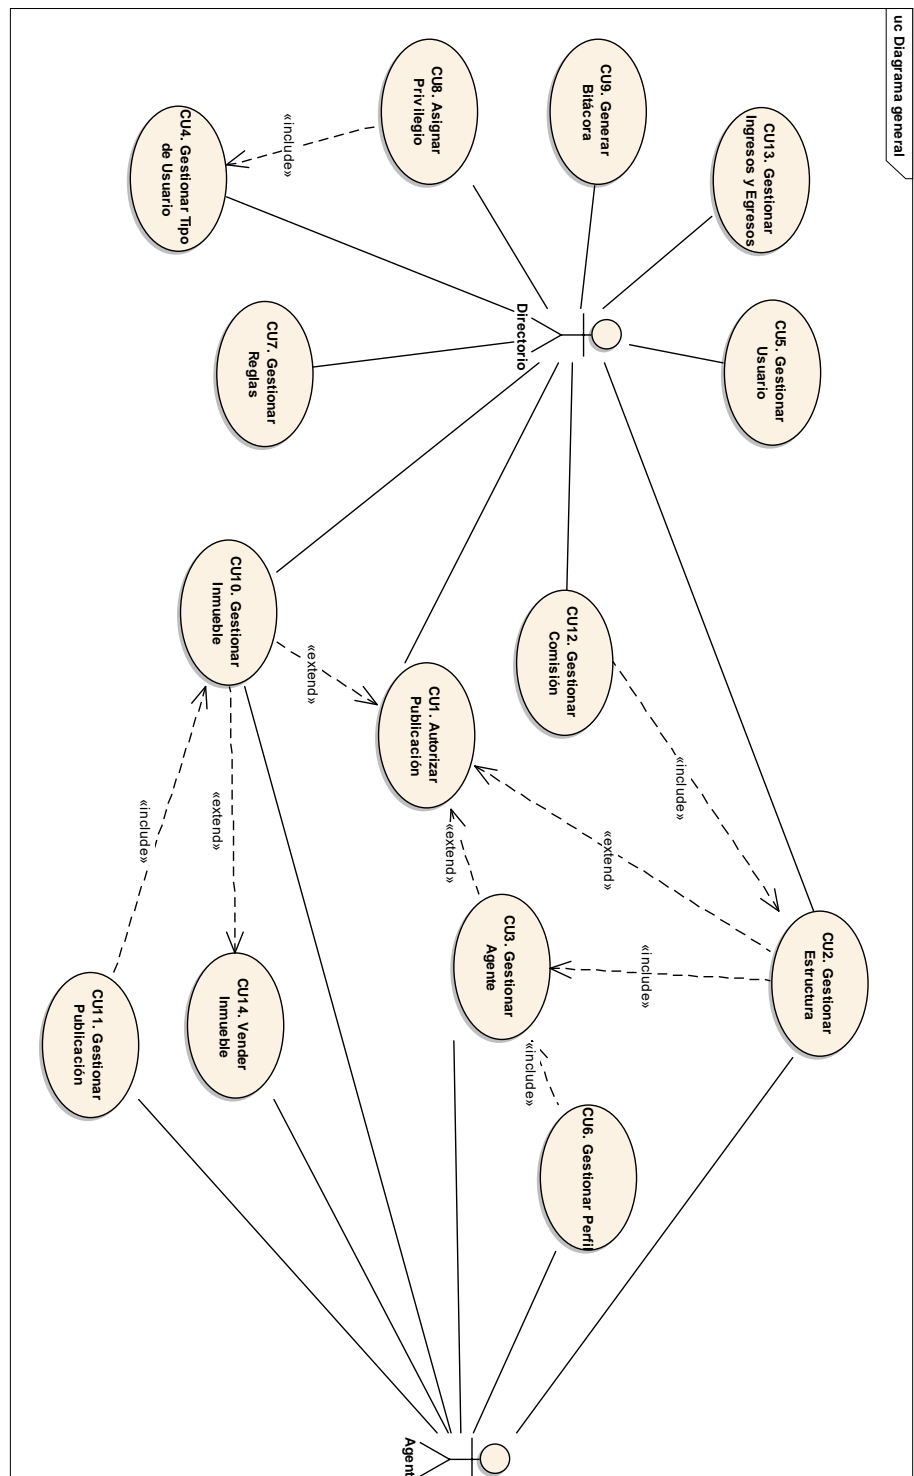 uc Diagrama general
CU2. Gestionar
Estructura
CU5. Gestionar
Usuario
CU13. Gestionar
Ingresos y Egresos
«include»
«include»
«extend»
CU9. Generar
Bitácora
CU6. Gestionar Perfil
CU12. Gestionar
Comisión
«include»
Directorio
CU3. Gestionar
Agente
«extend»
CU8. Asignar
Privilegio
CU1. Autorizar
Publicación
Agent
«extend»
«include»
CU7. Gestionar
Reglas
CU10. Gestionar
Inmueble
CU14. Vender
Inmueble
«extend»
CU4. Gestionar Tipo
de Usuario
«include»
CU11. Gestionar
Publicación